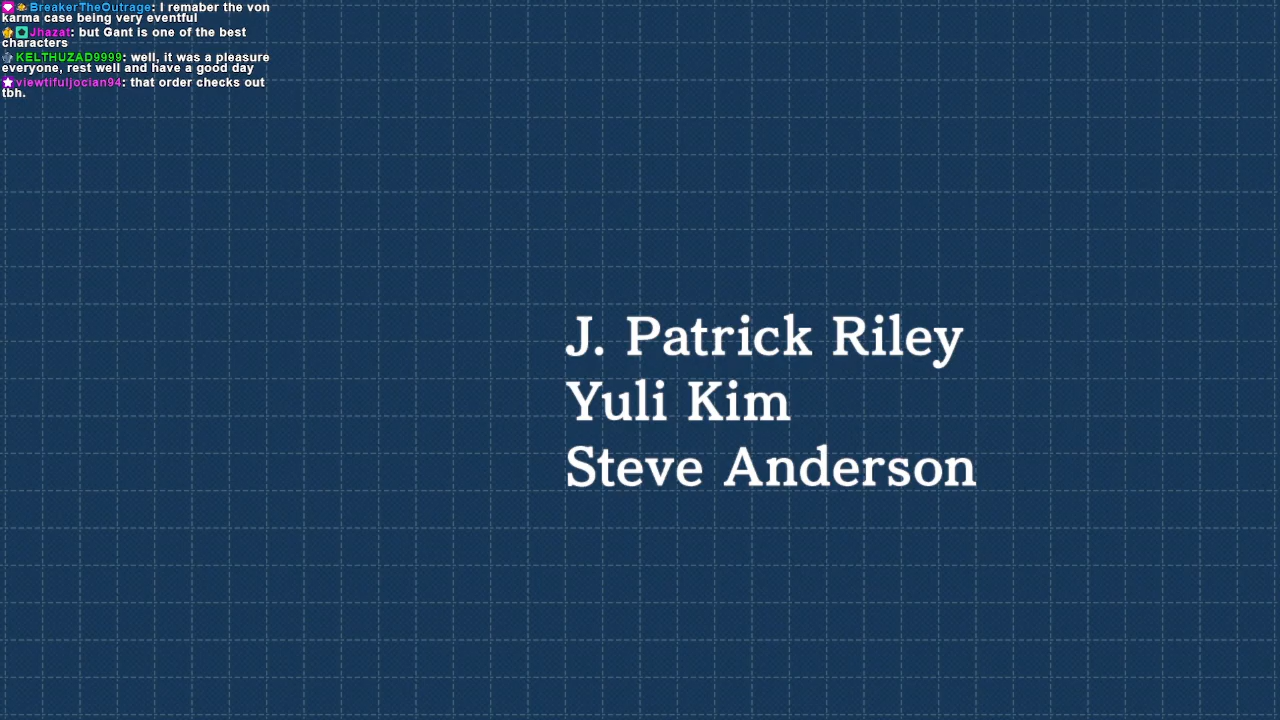 BreakerTheOutrage: I remaber the von
karma case being very eventful
Jhazat: but Gant is one of the best
characters
KELTHUZAD9999: well, it was a pleasure
everyone, rest well and have a good day
viewtifuljocian94: that order checks out
tbh.
J. Patrick Riley
Yuli Kim
Steve Anderson